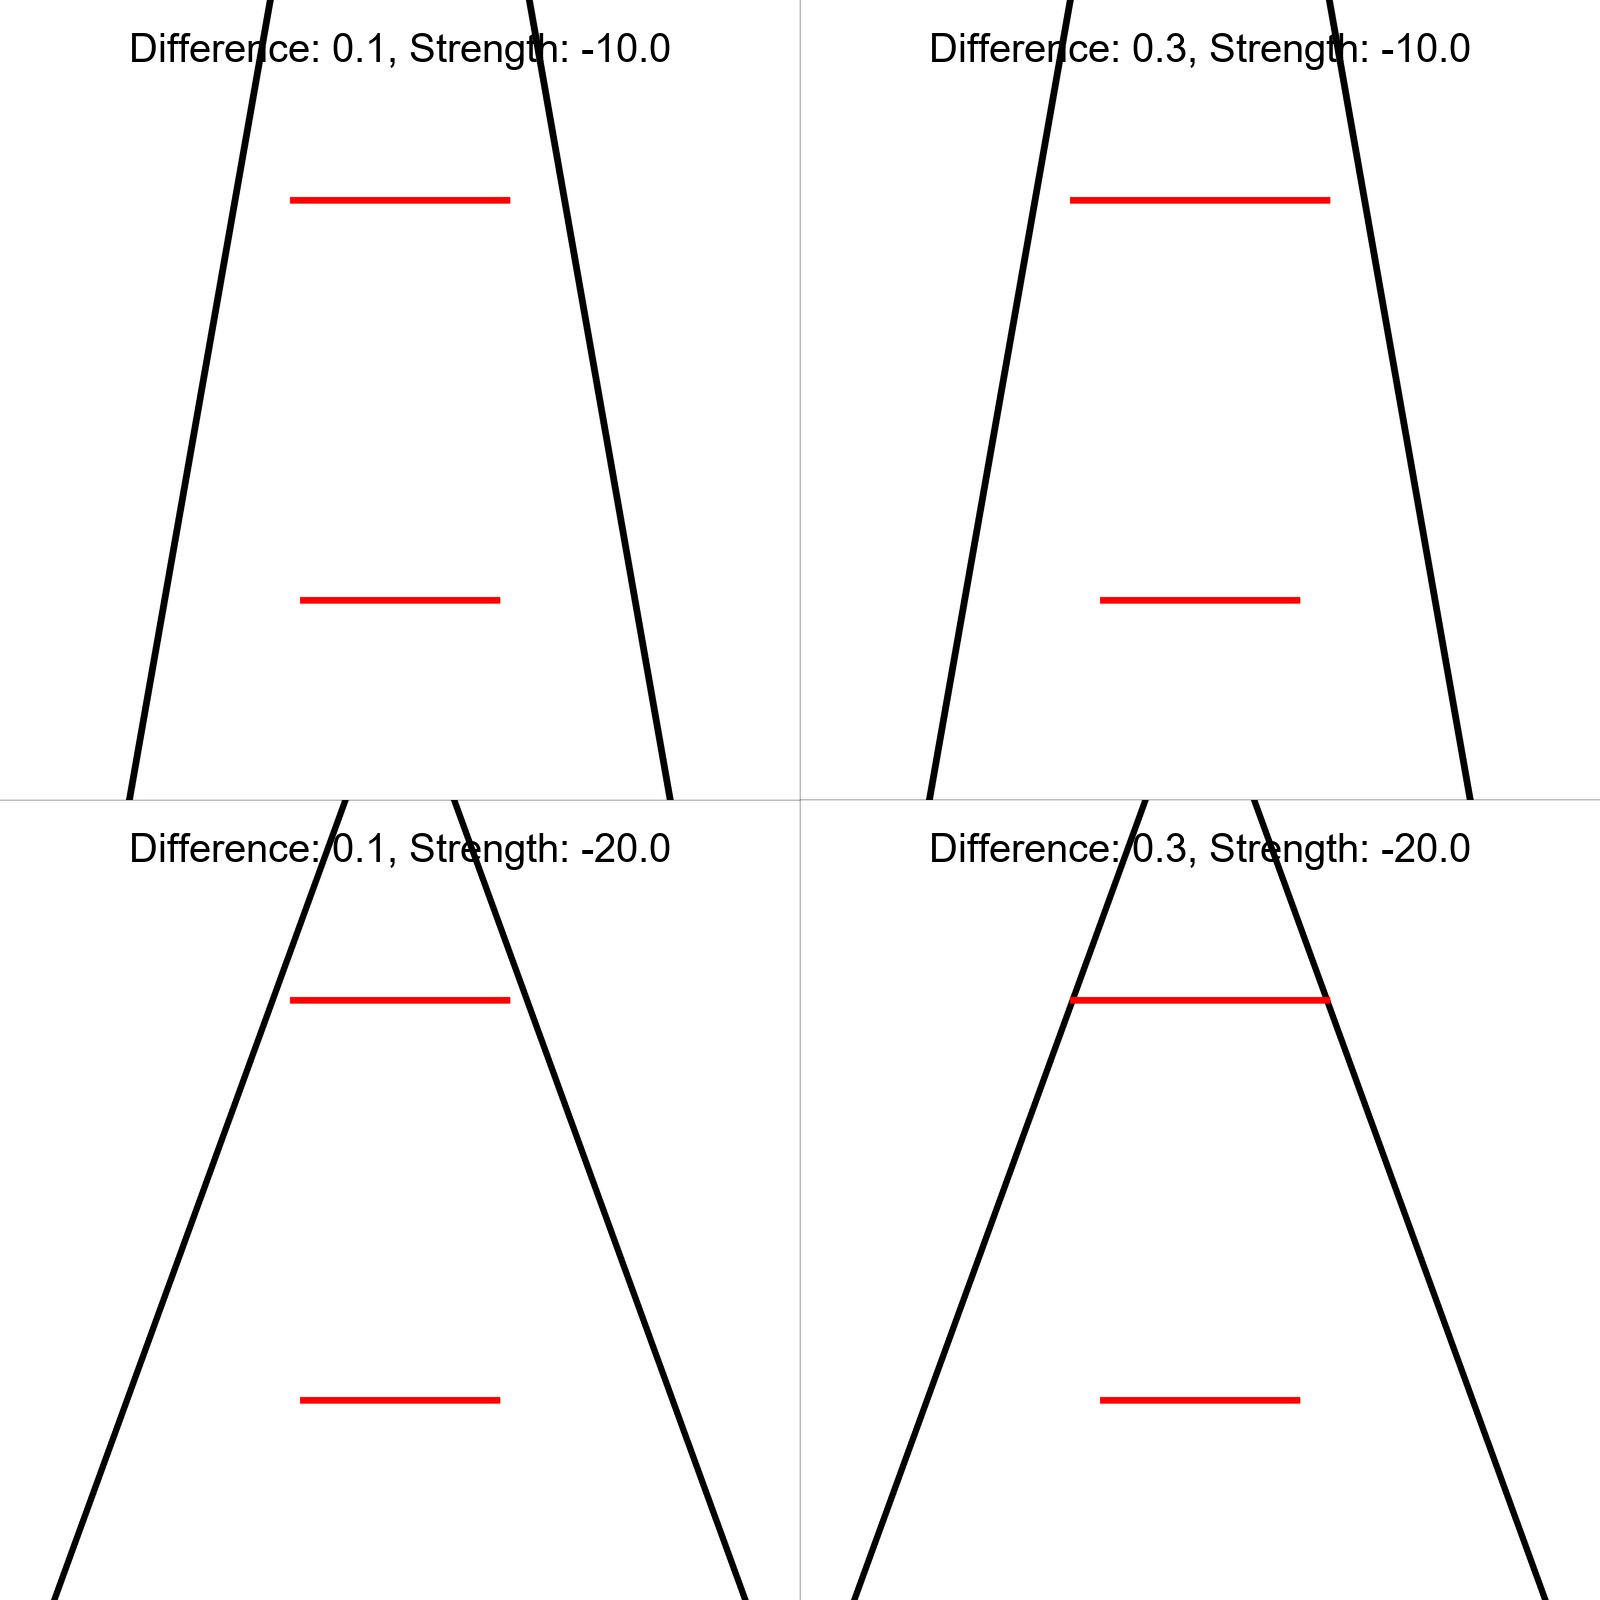 Difference: 0.1, Strength: -10.0
Difference: 0.3, Strength: -10.0
Difference: 0.1, Strength: -20.0
Difference: 0.3, Strength: -20.0